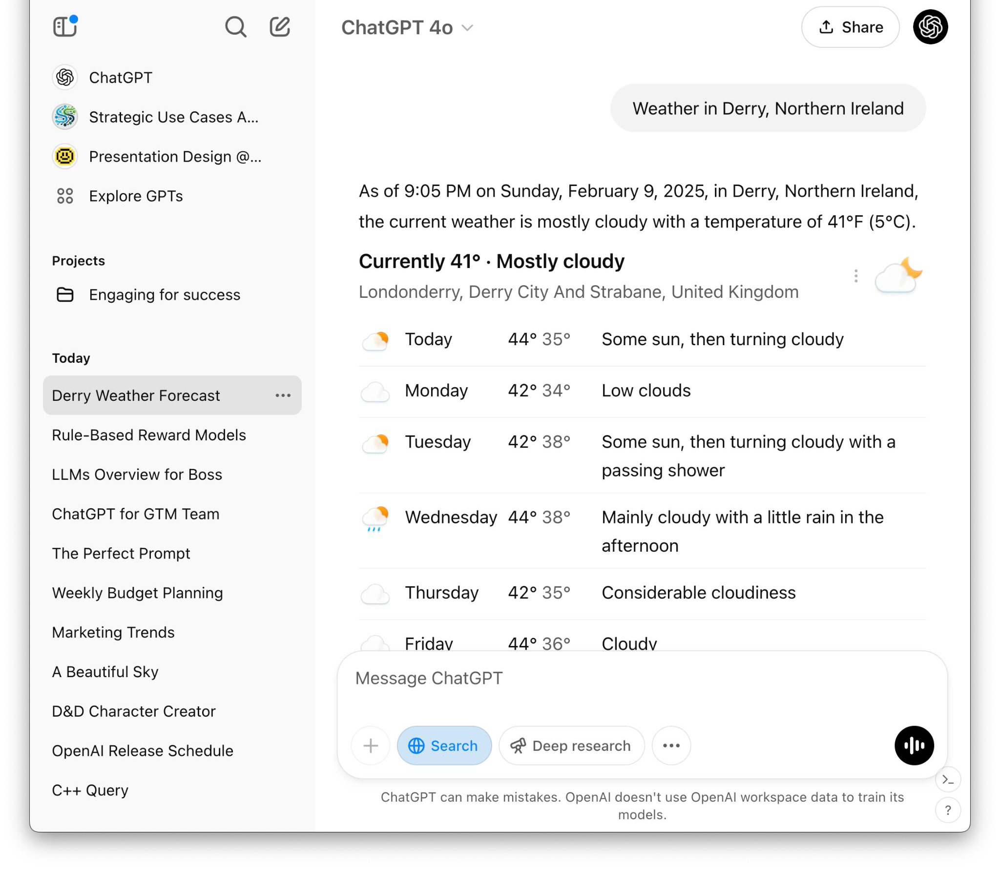 ChatGPT
Strategic Use Cases A...
Presentation Design @...
Explore GPTs
Projects
Engaging for success
Today
Derry Weather Forecast
Rule-Based Reward Models
LLMs Overview for Boss
ChatGPT for GTM Team
The Perfect Prompt
Weekly Budget Planning
Marketing Trends
A Beautiful Sky
D&D Character Creator
OpenAI Release Schedule
C++ Query
ChatGPT 4o
Share
Weather in Derry, Northern Ireland
As of 9:05 PM on Sunday, February 9, 2025, in Derry, Northern Ireland,
the current weather is mostly cloudy with a temperature of 41°F (5°C).
Currently 41° · Mostly cloudy
Londonderry, Derry City And Strabane, United Kingdom
Today 44° 35° Some sun, then turning cloudy
Monday 42° 34° Low clouds
Tuesday 42° 38° Some sun, then turning cloudy with a
passing shower
Wednesday 44° 38° Mainly cloudy with a little rain in the
afternoon
Thursday 42° 35° Considerable cloudiness
Friday 44° 36° Cloudy
Message ChatGPT
Search
Deep research
ChatGPT can make mistakes. OpenAI doesn't use OpenAI workspace data to train its
models.
?